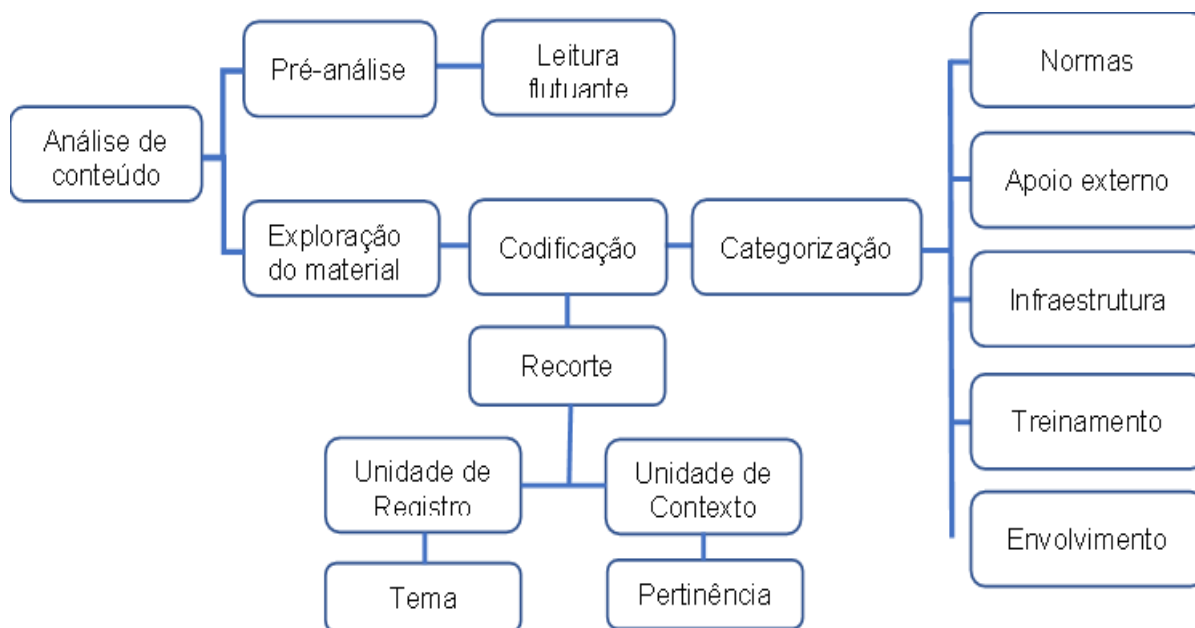 Pré-análise
Leitura
flutuante
Normas
Análise de
conteúdo
Apoio externo
Exploração
do material
Codificação
Categorização
Infraestrutura
Recorte
Treinamento
Unidade de
Registro
Unidade de
Contexto
Envolvimento
Tema
Pertinência